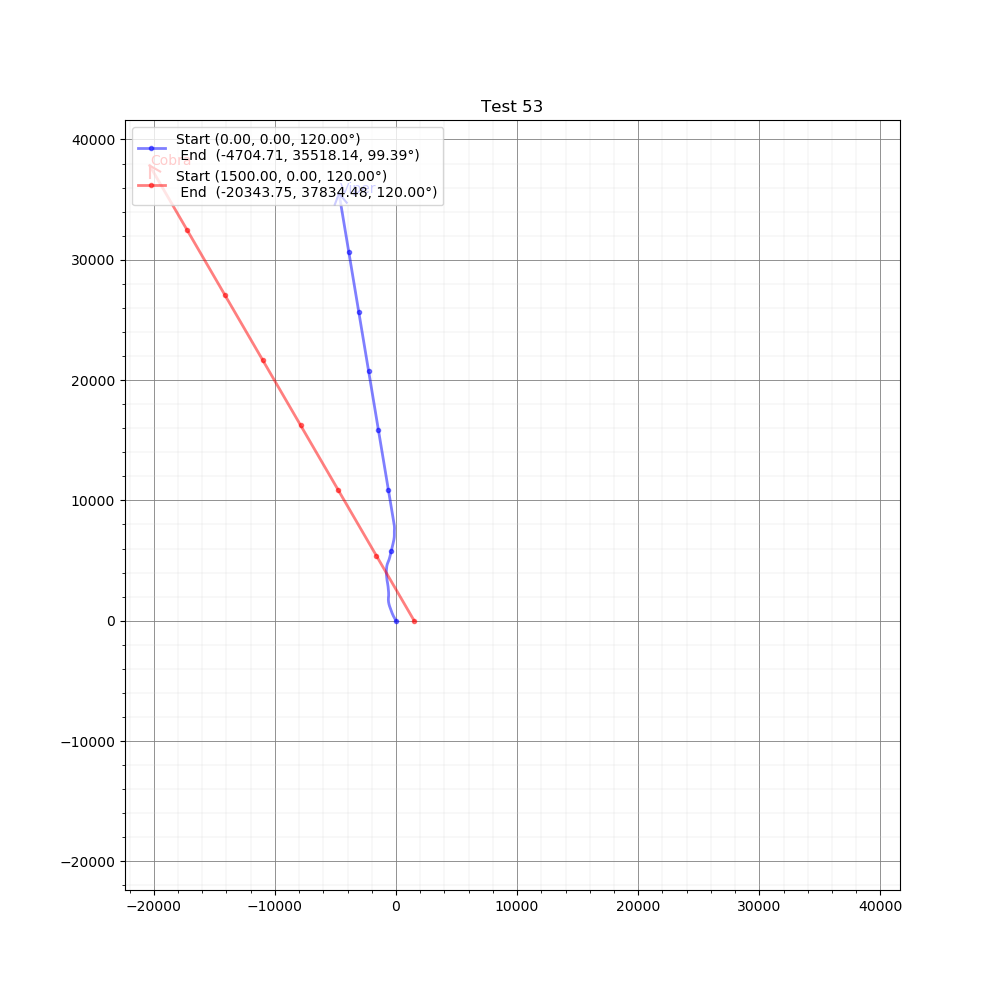 Test 53
Start (0.00, 0.00, 120.00°)
End (-4704.71, 35518.14, 99.39°)
Start (1500.00, 0.00, 120.00°)
End (-20343.75, 37834.48, 120.00°)
Cobra
40000
30000
20000
10000
0
−10000
−20000
−20000 −10000 0 10000 20000 30000 40000